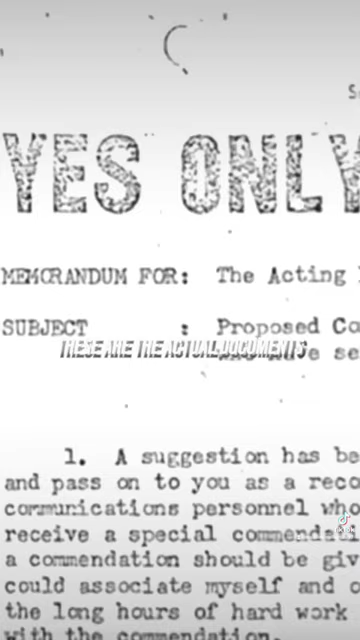 YES ONLY
MEMORANDUM FOR: The Acting
SUBJECT : Proposed Co
THESE ARE THE ACTUAL DOCUMENTS
e se
1. A suggestion has be
and pass on to you as a reco
communications personnel who
receive a special commendati
a commendation should be giv
could associate myself and o
the long hours of hard work
with the commendation.